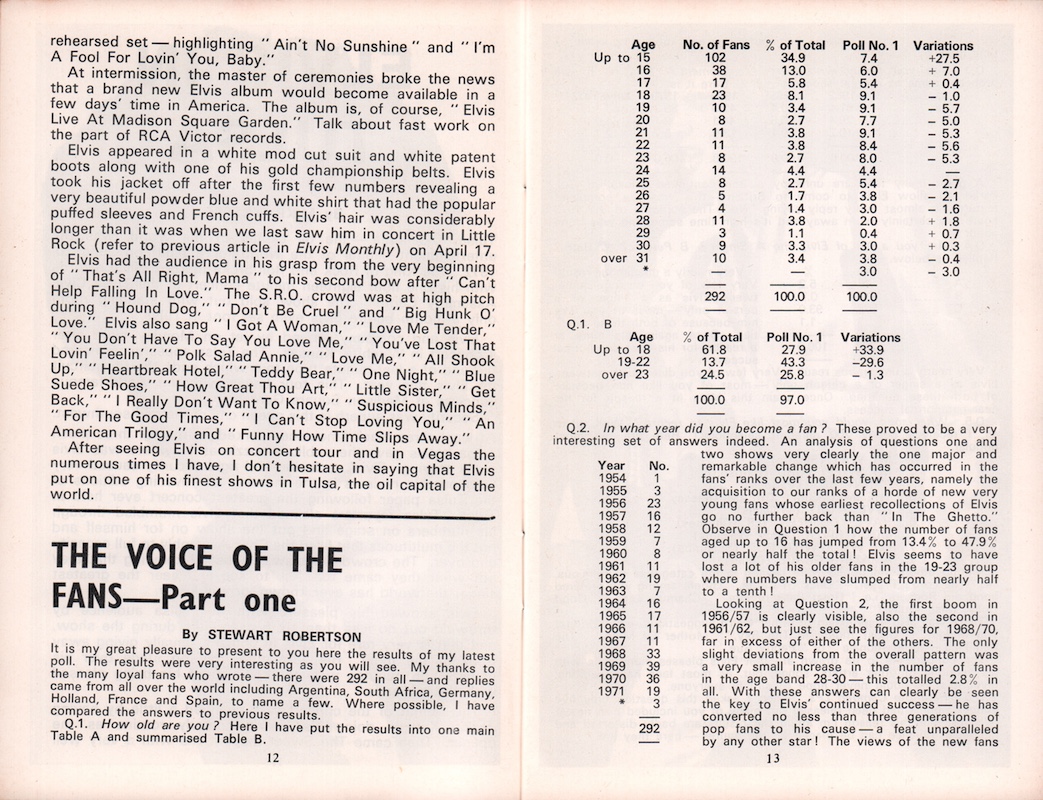 rehearsed set — highlighting "Ain't No Sunshine" and "I'm
A Fool For Lovin' You, Baby."
At intermission, the master of ceremonies broke the news
that a brand new Elvis album would become available in a
few days' time in America. The album is, of course, "Elvis
Live At Madison Square Garden." Talk about fast work on
the part of RCA Victor records.
Elvis appeared in a white mod cut suit and white patent
boots along with one of his gold championship belts. Elvis
took his jacket off after the first few numbers revealing a
very beautiful powder blue and white shirt that had the popular
puffed sleeves and French cuffs. Elvis' hair was considerably
longer than it was when we last saw him in concert in Little
Rock (refer to previous article in Elvis Monthly) on April 17.
Elvis had the audience in his grasp from the very beginning
of "That's All Right, Mama" to his second bow after "Can't
Help Falling In Love." The S.R.O. crowd was at high pitch
during "Hound Dog," "Don't Be Cruel" and "Big Hunk O'
Love." Elvis also sang "I Got A Woman," "Love Me Tender,"
"You Don't Have To Say You Love Me," "You've Lost That
Lovin' Feelin'," "Polk Salad Annie," "Love Me," "All Shook
Up," "Heartbreak Hotel," "Teddy Bear," "One Night," "Blue
Suede Shoes," "How Great Thou Art," "Little Sister," "Get
Back," "I Really Don't Want To Know," "Suspicious Minds,"
"For The Good Times," "I Can't Stop Loving You," "An
American Trilogy," and "Funny How Time Slips Away."
After seeing Elvis on concert tour and in Vegas the
numerous times I have, I don't hesitate in saying that Elvis
put on one of his finest shows in Tulsa, the oil capital of the
world.
THE VOICE OF THE
FANS—Part one
By STEWART ROBERTSON
It is my great pleasure to present to you here the results of my latest
poll. The results were very interesting as you will see. My thanks to
the many loyal fans who wrote — there were 292 in all — and replies
came from all over the world including Argentina, South Africa, Germany,
Holland, France and Spain, to name a few. Where possible, I have
compared the answers to previous results.
Q.1. How old are you? Here I have put the results into one main
Table A and summarised Table B.
12
Age No. of Fans % of Total Poll No. 1 Variations
Up to 15 102 34.9 7.4 +27.5
16 38 13.0 6.0 + 7.0
17 17 5.8 5.4 + 0.4
18 23 8.1 9.1 − 1.0
19 10 3.4 9.1 − 5.7
20 8 2.7 7.7 − 5.0
21 11 3.8 9.1 − 5.3
22 11 3.8 8.4 − 5.6
23 8 2.7 8.0 − 5.3
24 14 4.4 4.4 —
25 8 2.7 5.4 − 2.7
26 5 1.7 3.8 − 2.1
27 4 1.4 3.0 − 1.6
28 11 3.8 2.0 + 1.8
29 3 1.1 0.4 + 0.7
30 9 3.3 3.0 + 0.3
over 31 10 3.4 3.8 − 0.4
* — — 3.0 − 3.0
292 100.0 100.0
Q.1. B
Age % of Total Poll No. 1 Variations
Up to 18 61.8 27.9 +33.9
19-22 13.7 43.3 −29.6
over 23 24.5 25.8 − 1.3
100.0 97.0
Q.2. In what year did you become a fan? These proved to be a very
interesting set of answers indeed. An analysis of questions one and
two shows very clearly the one major and
remarkable change which has occurred in the
fans' ranks over the last few years, namely the
acquisition to our ranks of a horde of new very
young fans whose earliest recollections of Elvis
go no further back than "In The Ghetto."
Observe in Question 1 how the number of fans
aged up to 16 has jumped from 13.4% to 47.9%
or nearly half the total! Elvis seems to have
lost a lot of his older fans in the 19-23 group
where numbers have slumped from nearly half
to a tenth!
Looking at Question 2, the first boom in
1956/57 is clearly visible, also the second in
1961/62, but just see the figures for 1968/70,
far in excess of either of the others. The only
slight deviations from the overall pattern was
a very small increase in the number of fans
in the age band 28-30 — this totalled 2.8% in
all. With these answers can clearly be seen
the key to Elvis' continued success — he has
converted no less than three generations of
pop fans to his cause — a feat unparalleled
by any other star! The views of the new fans
Year No.
1954 1
1955 3
1956 23
1957 16
1958 12
1959 7
1960 8
1961 11
1962 19
1963 7
1964 16
1965 17
1966 11
1967 11
1968 33
1969 39
1970 36
1971 19
* 3
292
13